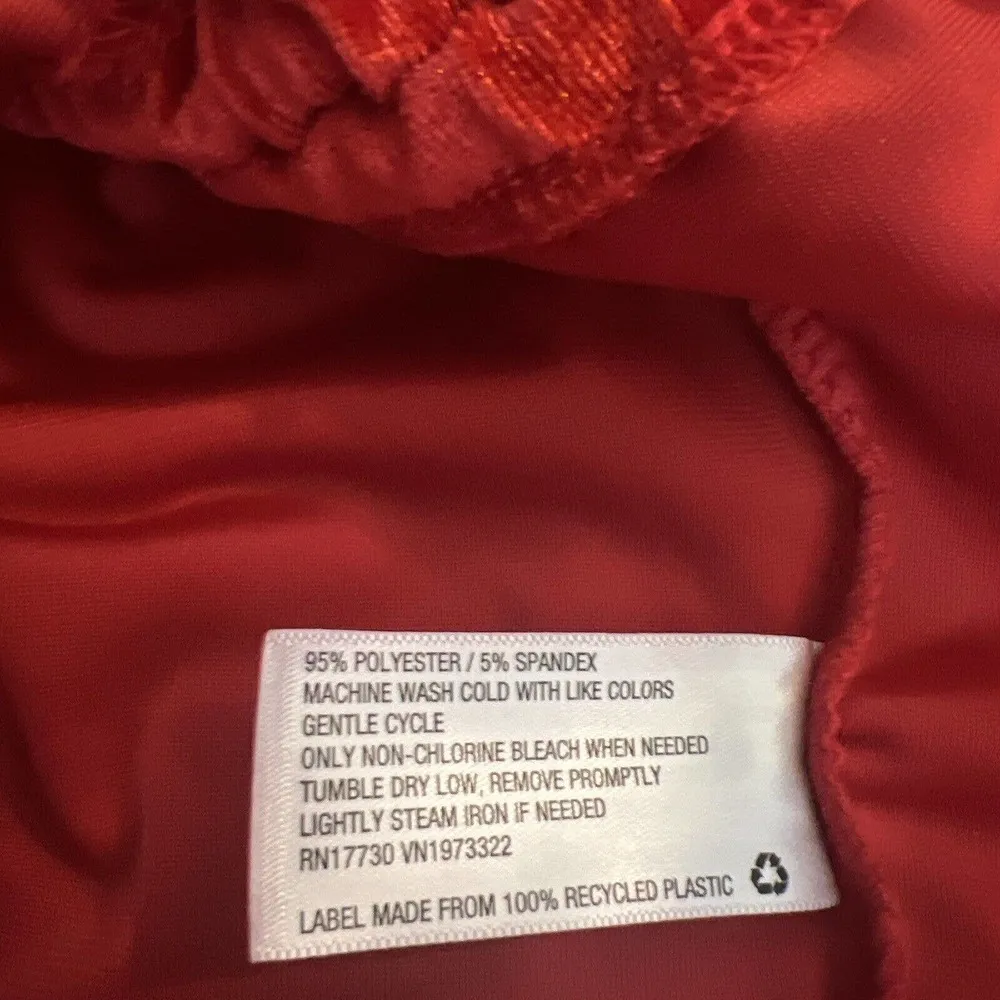 95% POLYESTER / 5% SPANDEX
MACHINE WASH COLD WITH LIKE COLORS
GENTLE CYCLE
ONLY NON-CHLORINE BLEACH WHEN NEEDED
TUMBLE DRY LOW, REMOVE PROMPTLY
LIGHTLY STEAM IRON IF NEEDED
RN17730 VN1973322
LABEL MADE FROM 100% RECYCLED PLASTIC